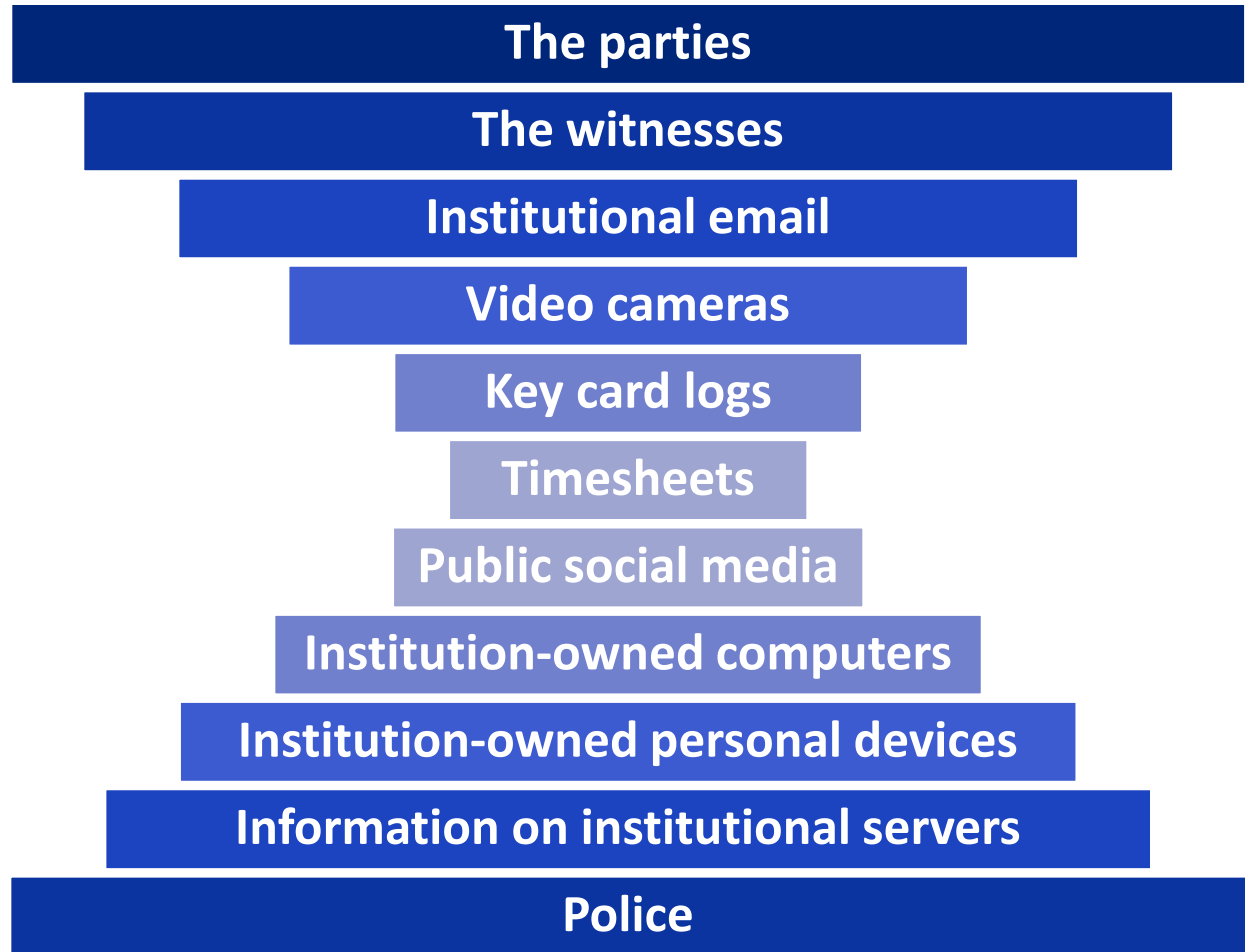 The parties
The witnesses
Institutional email
Video cameras
Key card logs
Timesheets
Public social media
Institution-owned computers
Institution-owned personal devices
Information on institutional servers
Police